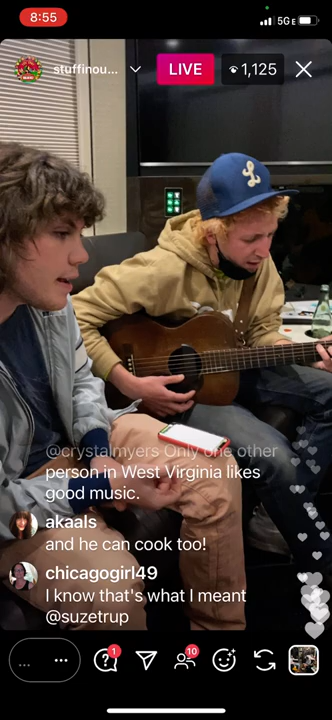 8:55
5GE
stuffinou...
LIVE
1,125
L
@crystalmyers Only one other
person in West Virginia likes
good music.
akaals
and he can cook too!
chicagogirl49
I know that's what I meant
@suzetrup
... 
1
10